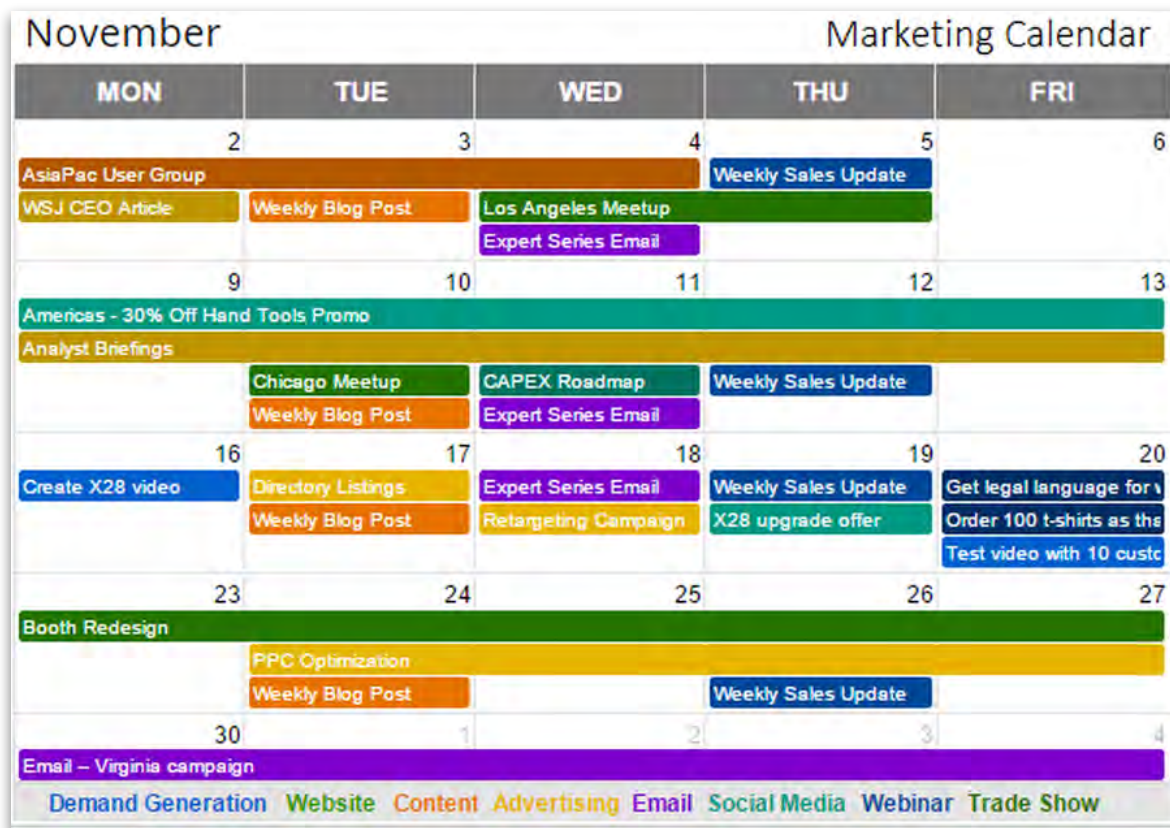 November Marketing Calendar
MON TUE WED THU FRI
2 3 4 5 6
AsiaPac User Group Weekly Sales Update
WSJ CEO Article Weekly Blog Post Los Angeles Meetup
Expert Series Email
9 10 11 12 13
Americas - 30% Off Hand Tools Promo
Analyst Briefings
Chicago Meetup CAPEX Roadmap Weekly Sales Update
Weekly Blog Post Expert Series Email
16 17 18 19 20
Create X28 video Directory Listings Expert Series Email Weekly Sales Update Get legal language for v
Weekly Blog Post Retargeting Campaign X28 upgrade offer Order 100 t-shirts as tha
Test video with 10 custo
23 24 25 26 27
Booth Redesign
PPC Optimization
Weekly Blog Post Weekly Sales Update
30 1 2 3 4
Email – Virginia campaign
Demand Generation Website Content Advertising Email Social Media Webinar Trade Show